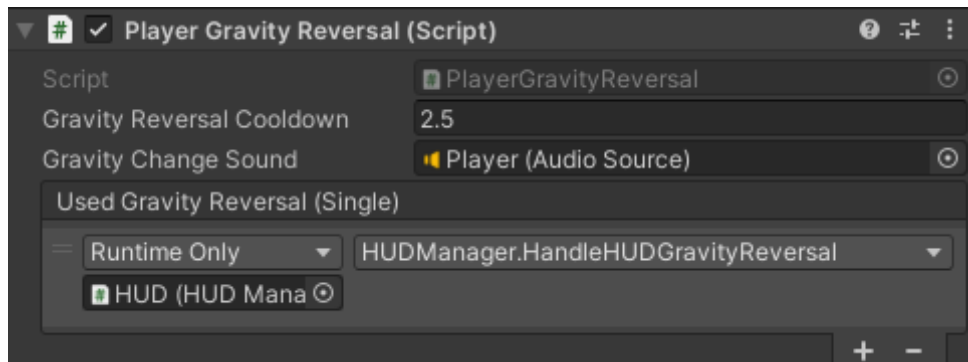 # Player Gravity Reversal (Script)
Script # PlayerGravityReversal
Gravity Reversal Cooldown 2.5
Gravity Change Sound Player (Audio Source)
Used Gravity Reversal (Single)
Runtime Only HUDManager.HandleHUDGravityReversal
# HUD (HUD Mana
+ −